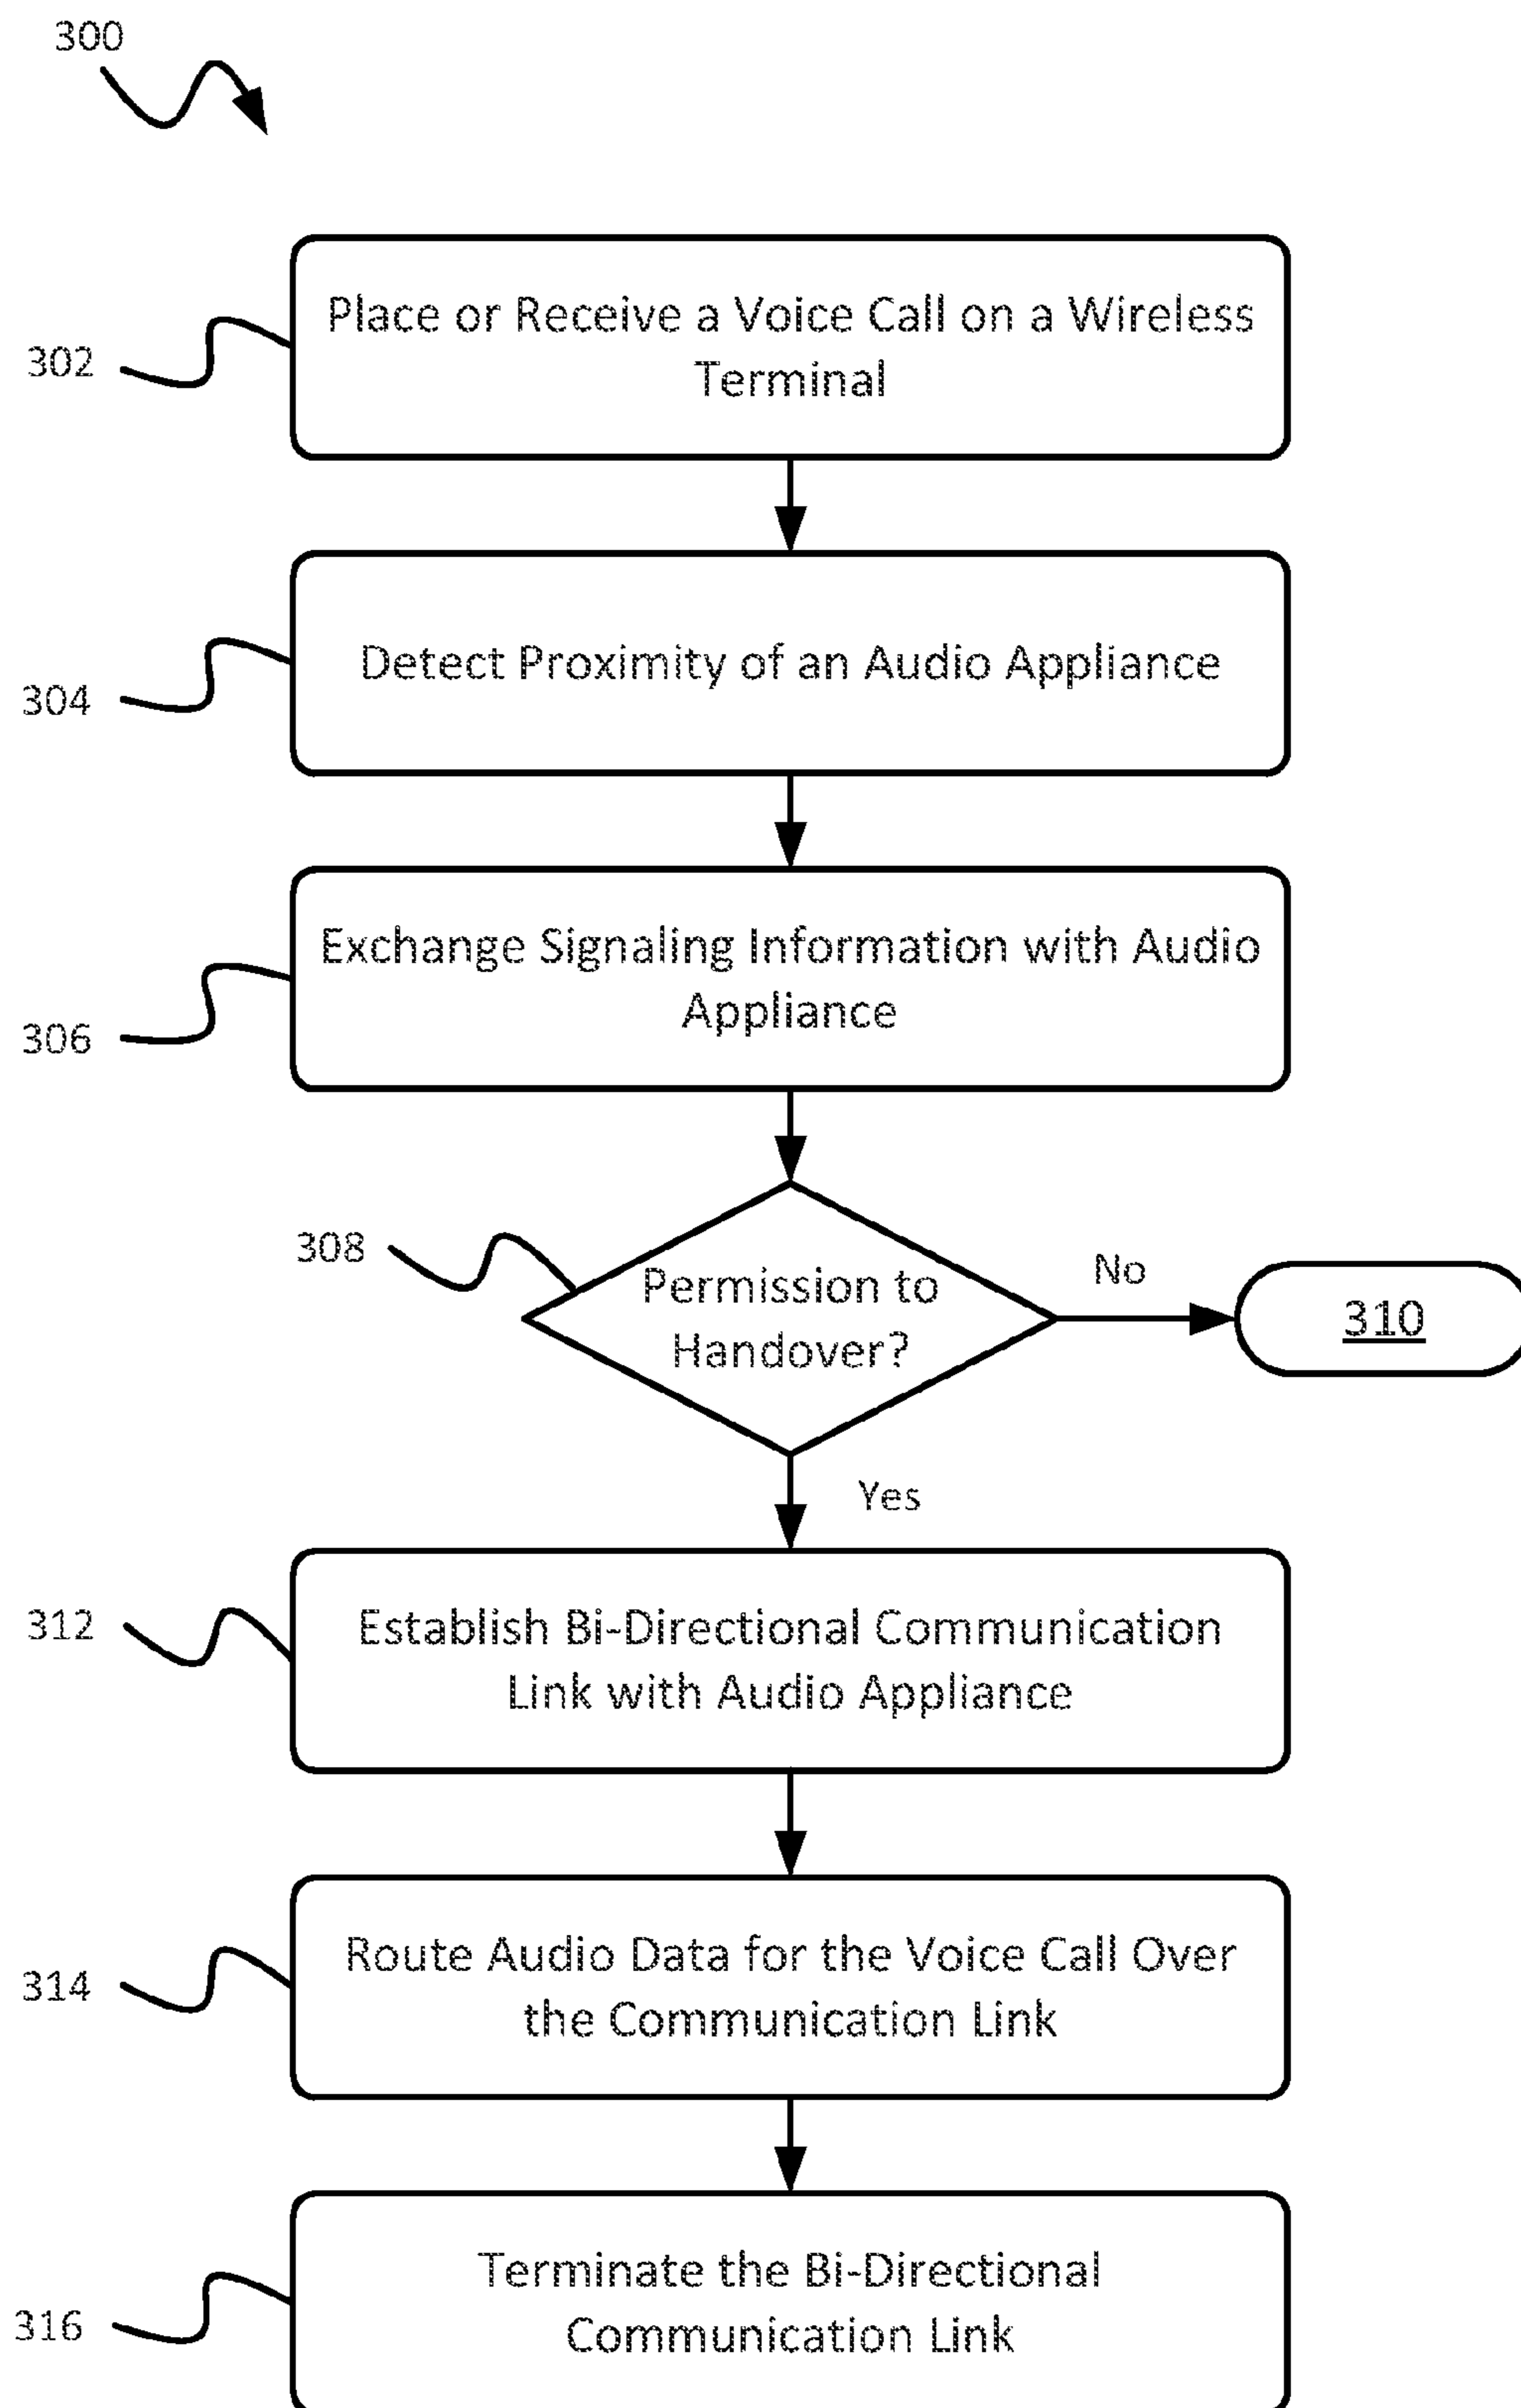 300
302
Place or Receive a Voice Call on a Wireless
Terminal
304
Detect Proximity of an Audio Appliance
306
Exchange Signaling Information with Audio
Appliance
308
Permission to
Handover?
No
310
Yes
312
Establish Bi-Directional Communication
Link with Audio Appliance
314
Route Audio Data for the Voice Call Over
the Communication Link
316
Terminate the Bi-Directional
Communication Link